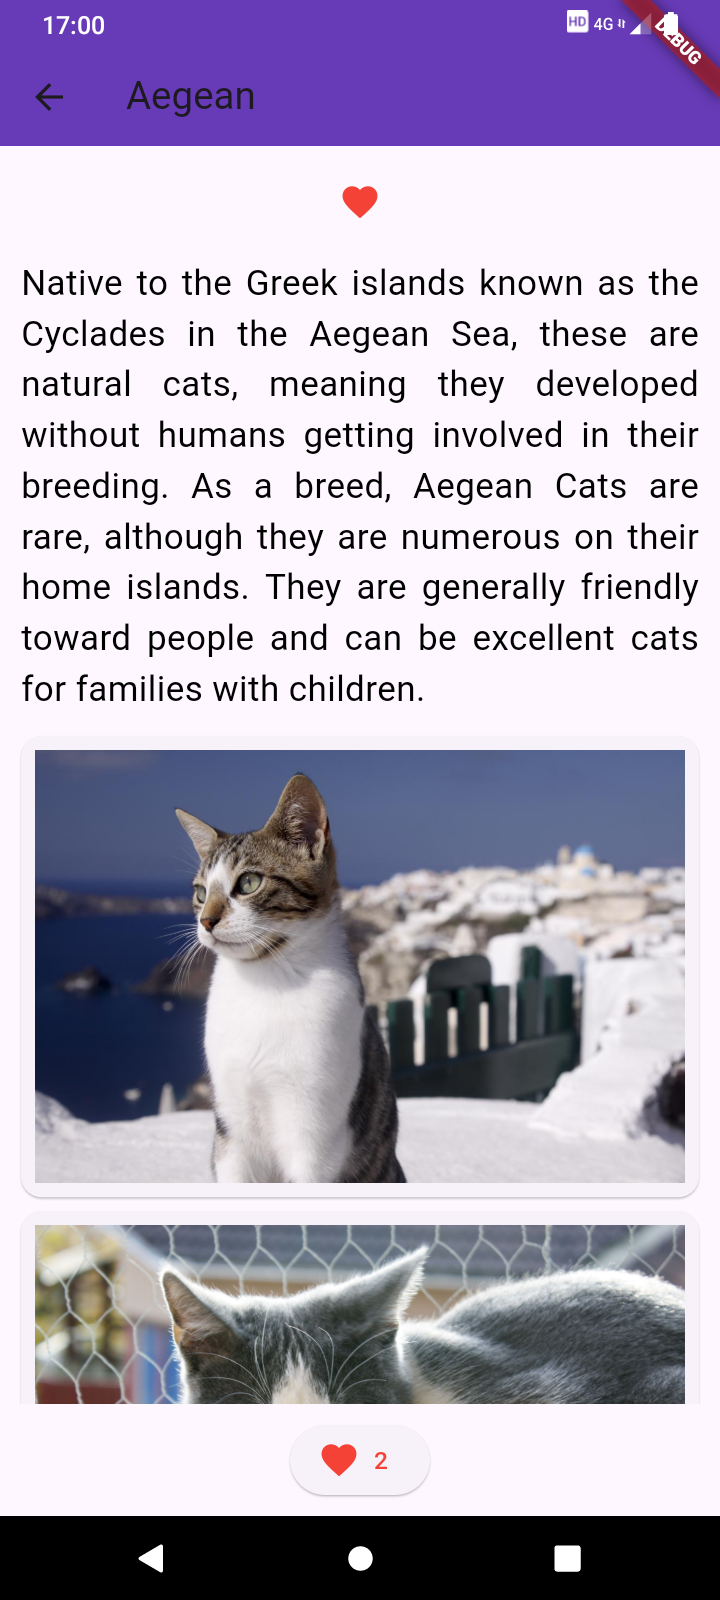 17:00
HD 4G
DEBUG
Aegean
Native to the Greek islands known as the
Cyclades in the Aegean Sea, these are
natural cats, meaning they developed
without humans getting involved in their
breeding. As a breed, Aegean Cats are
rare, although they are numerous on their
home islands. They are generally friendly
toward people and can be excellent cats
for families with children.
2